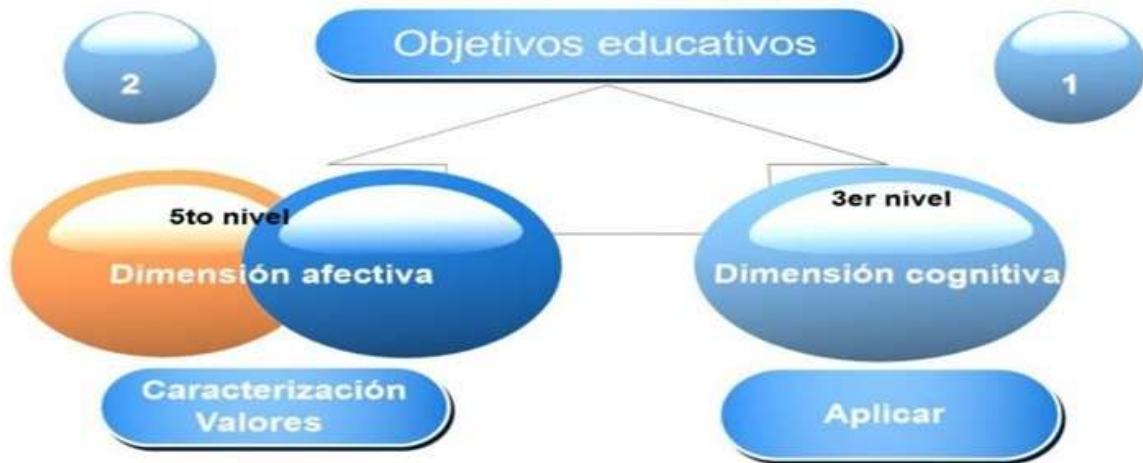 Objetivos educativos
2
1
5to nivel
Dimensión afectiva
3er nivel
Dimensión cognitiva
Caracterización
Valores
Aplicar